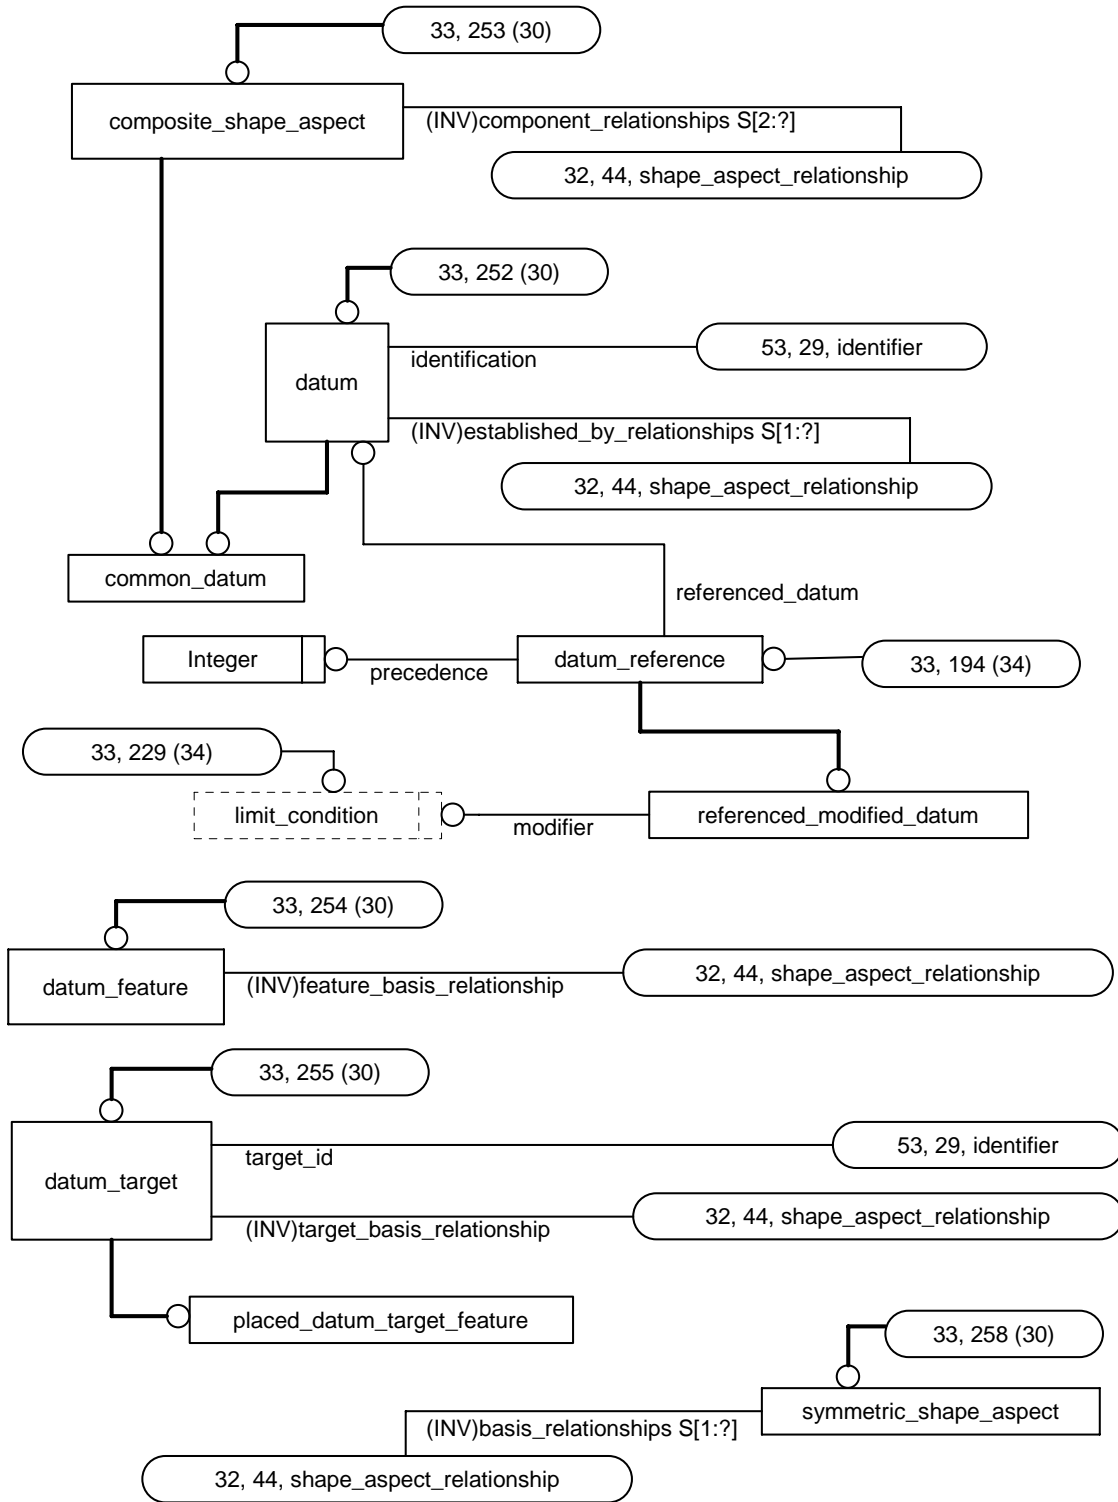 33, 253 (30)
composite_shape_aspect
(INV)component_relationships S[2:?]
32, 44, shape_aspect_relationship
33, 252 (30)
datum
identification
53, 29, identifier
(INV)established_by_relationships S[1:?]
32, 44, shape_aspect_relationship
common_datum
referenced_datum
Integer
precedence
datum_reference
33, 194 (34)
33, 229 (34)
limit_condition
modifier
referenced_modified_datum
33, 254 (30)
datum_feature
(INV)feature_basis_relationship
32, 44, shape_aspect_relationship
33, 255 (30)
datum_target
target_id
53, 29, identifier
(INV)target_basis_relationship
32, 44, shape_aspect_relationship
placed_datum_target_feature
33, 258 (30)
symmetric_shape_aspect
(INV)basis_relationships S[1:?]
32, 44, shape_aspect_relationship